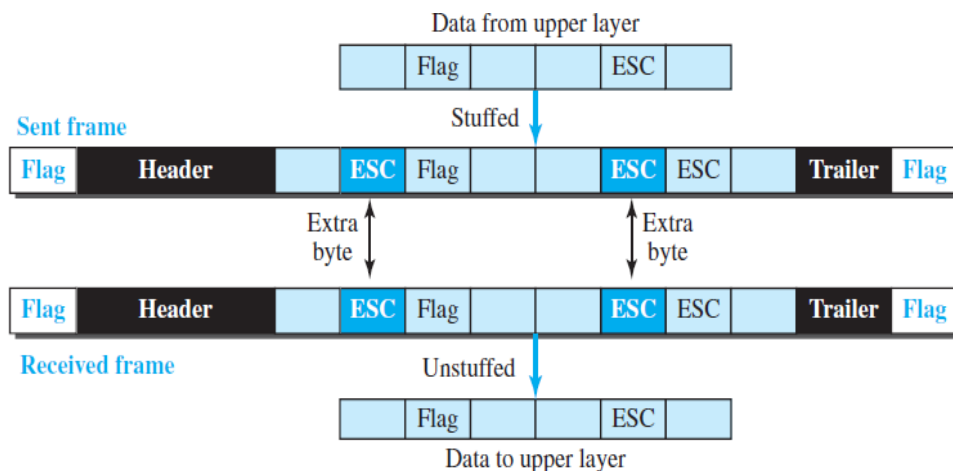 Data from upper layer
Flag ESC
Stuffed
Sent frame
Flag Header ESC Flag ESC ESC Trailer Flag
Extra byte Extra byte
Flag Header ESC Flag ESC ESC Trailer Flag
Received frame
Unstuffed
Flag ESC
Data to upper layer